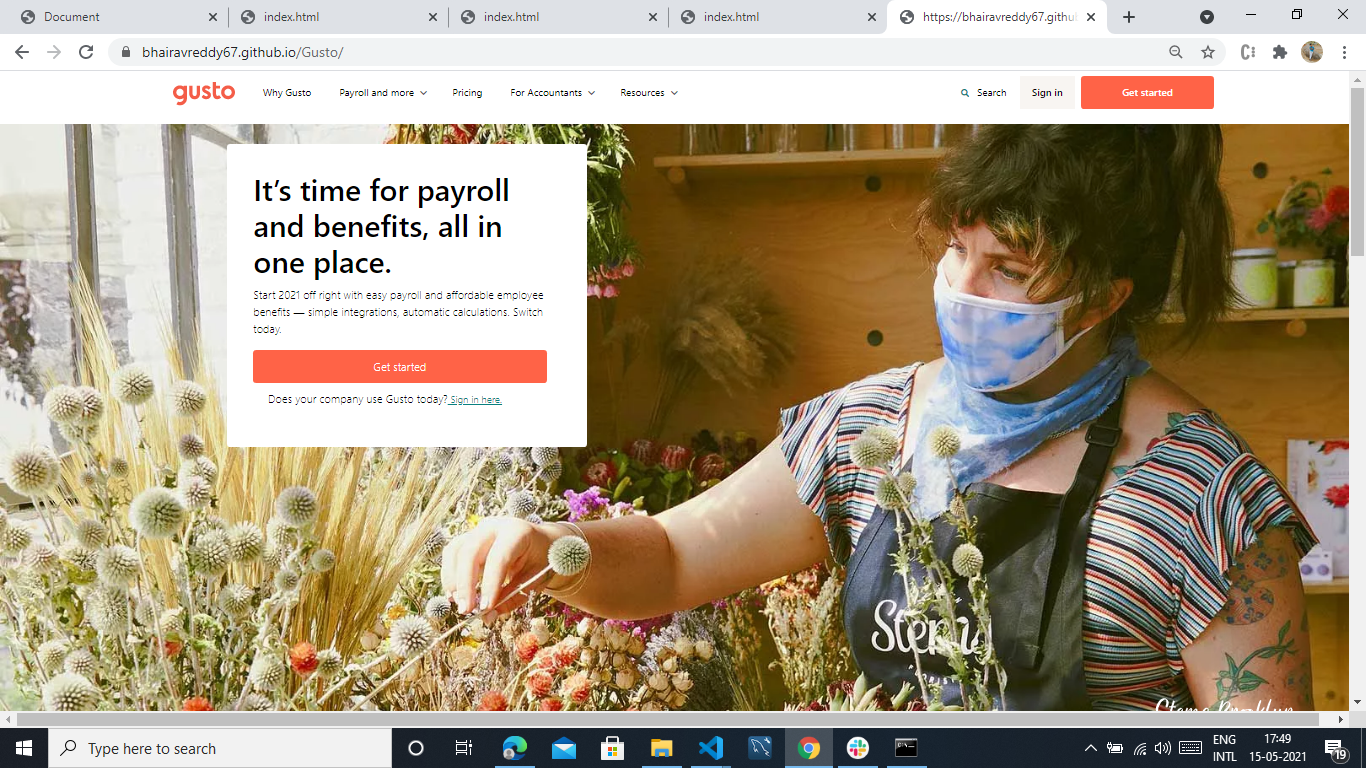 Document
index.html
index.html
index.html
https://bhairavreddy67.githu
bhairavreddy67.github.io/Gusto/
gusto
Why Gusto
Payroll and more
Pricing
For Accountants
Resources
Search
Sign in
Get started
It’s time for payroll
and benefits, all in
one place.
Start 2021 off right with easy payroll and affordable employee
benefits — simple integrations, automatic calculations. Switch
today.
Get started
Does your company use Gusto today? Sign in here.
Type here to search
ENG
INTL
17:49
15-05-2021
19